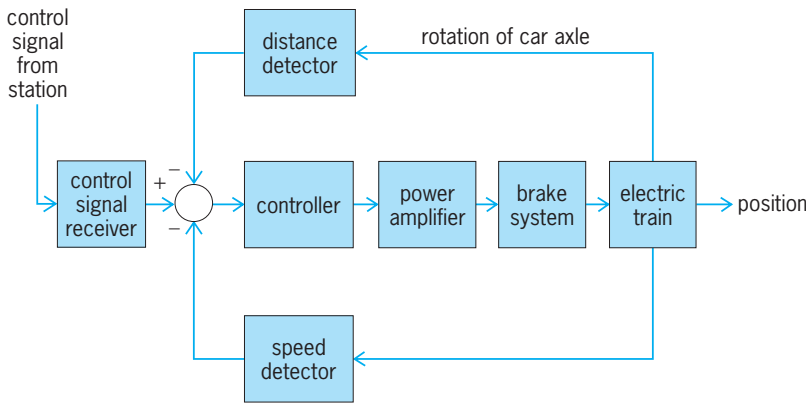 control
signal
from
station
distance
detector
rotation of car axle
control
signal
receiver
+
−
−
controller
power
amplifier
brake
system
electric
train
position
speed
detector